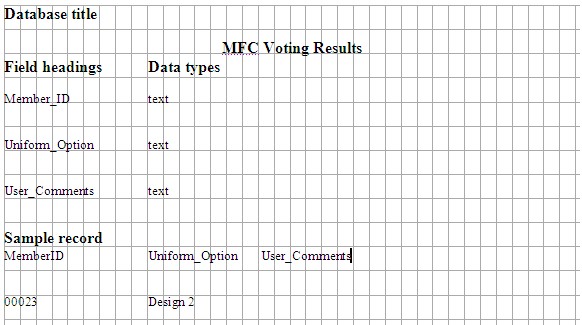 Database title
MFC Voting Results
Field headings Data types
Member_ID text
Uniform_Option text
User_Comments text
Sample record
MemberID Uniform_Option User_Comments
00023 Design 2